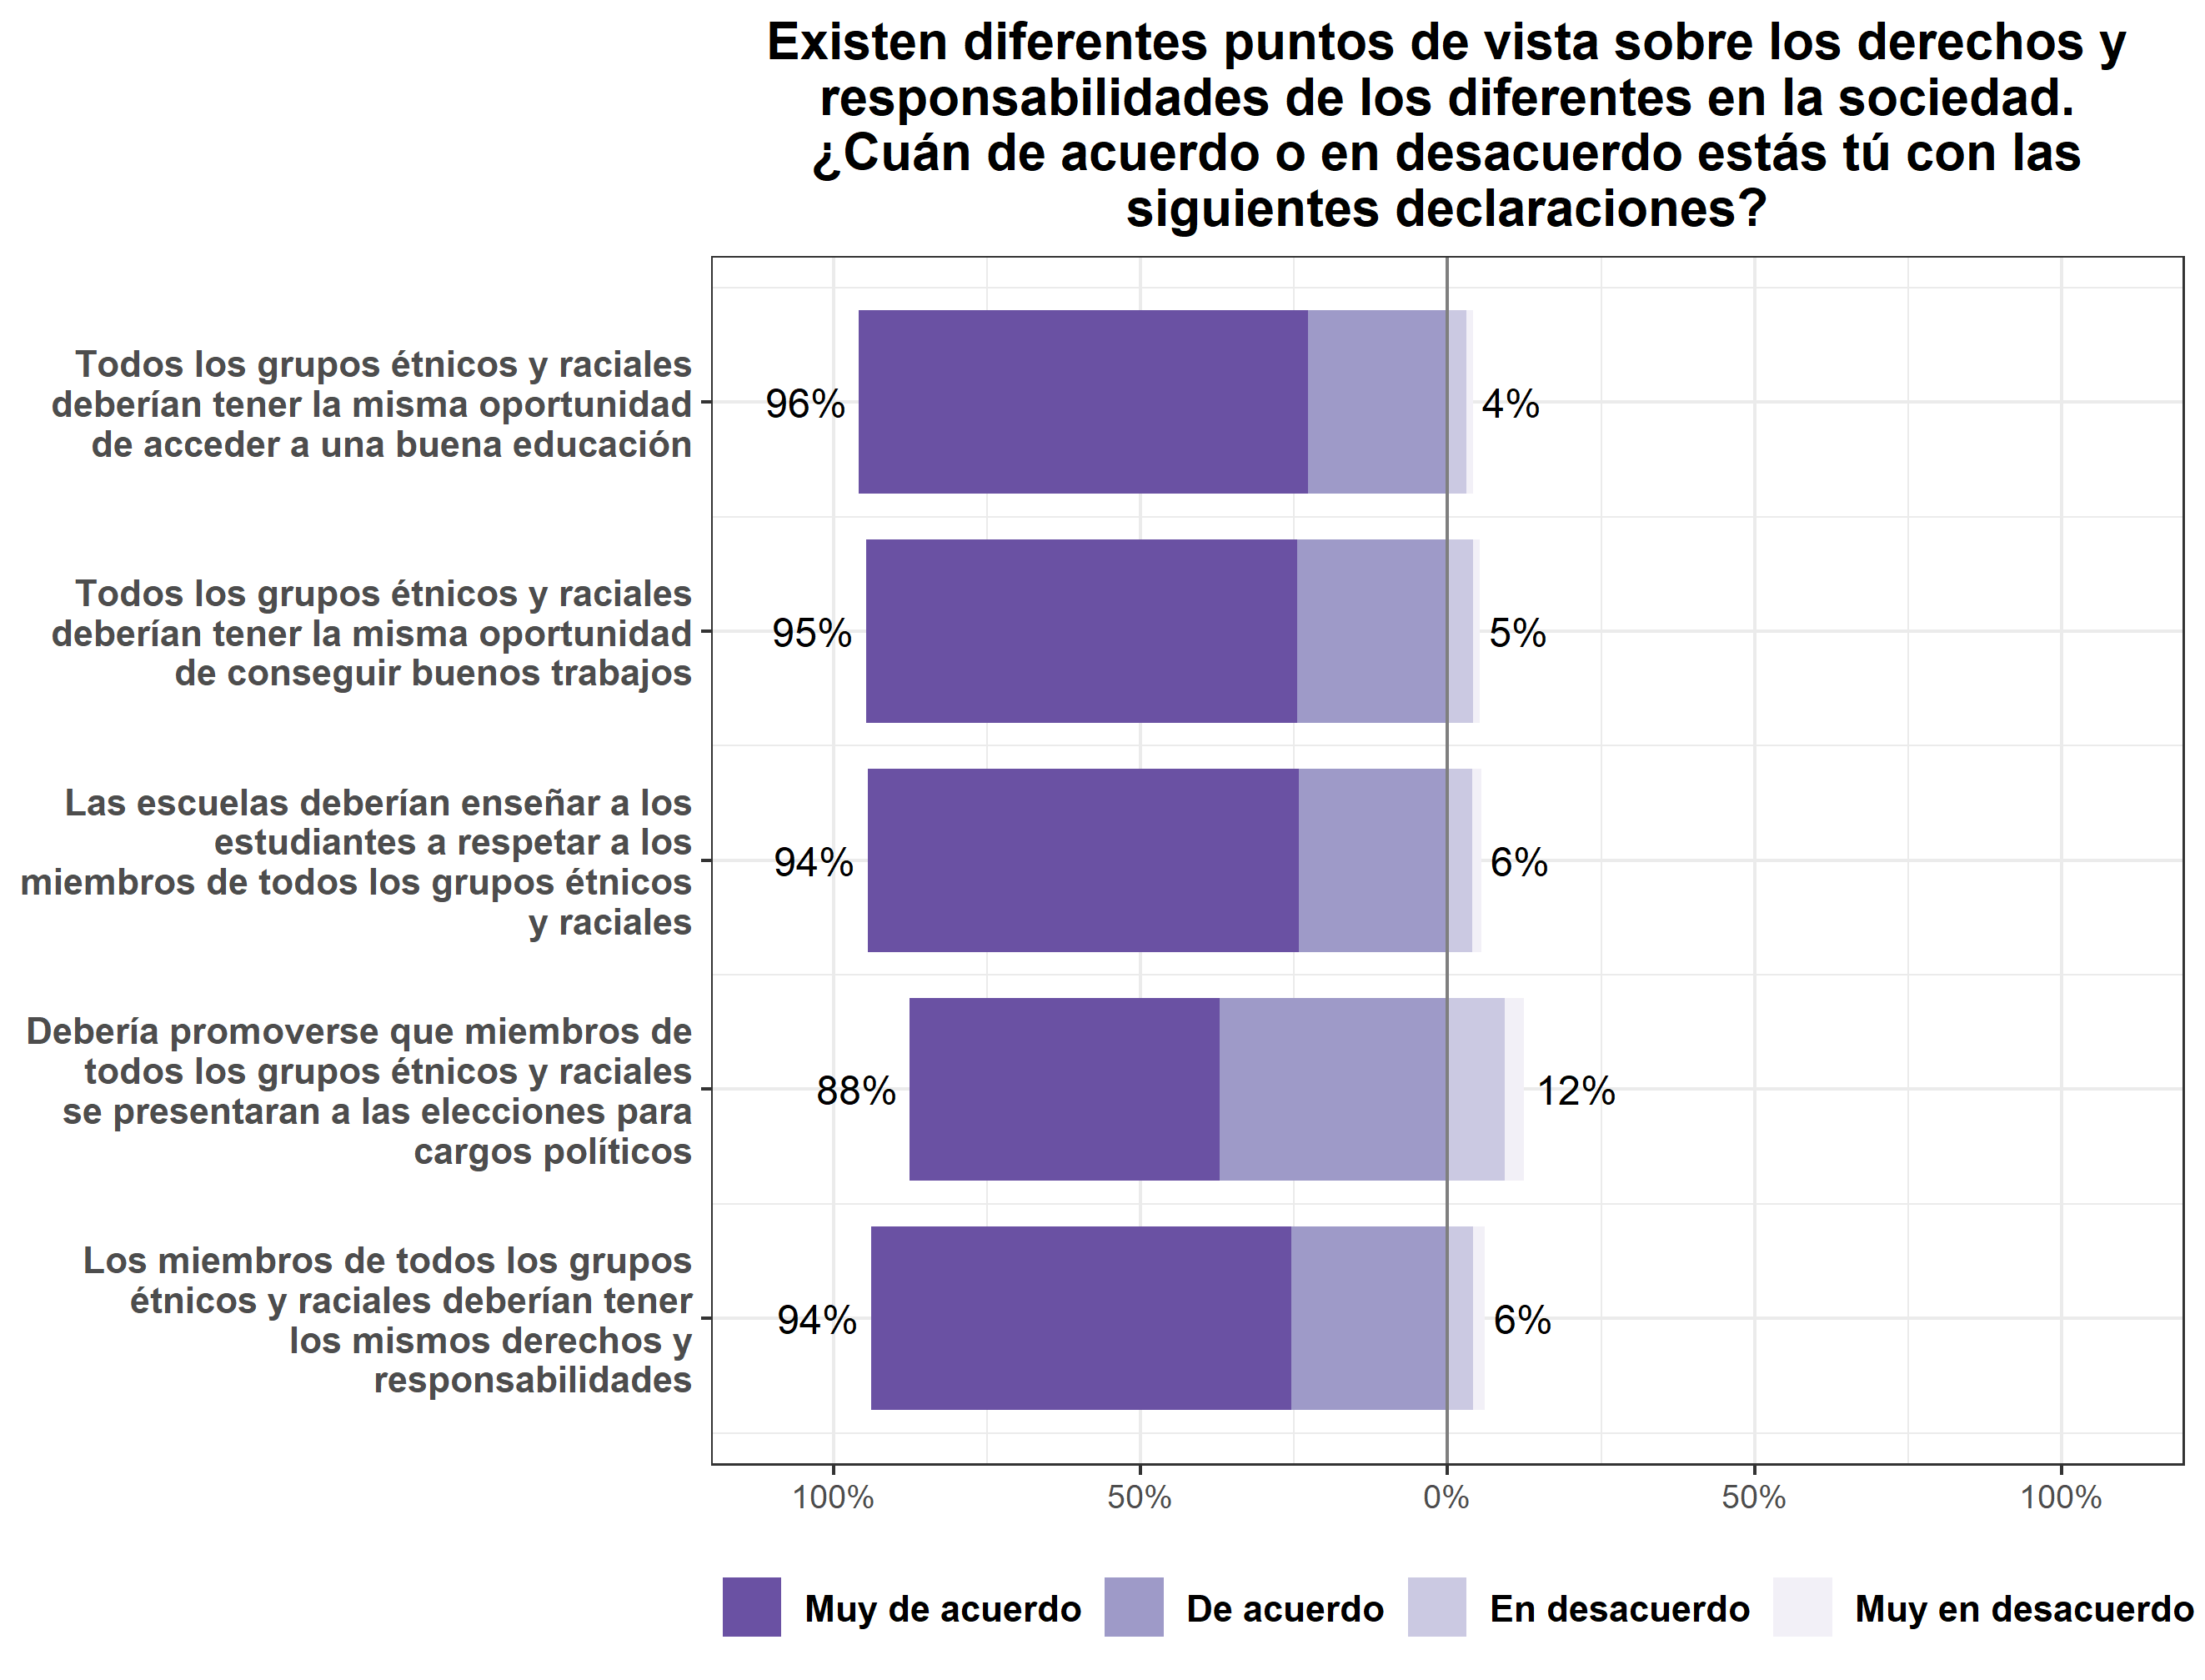 Existen diferentes puntos de vista sobre los derechos y
responsabilidades de los diferentes en la sociedad.
¿Cuán de acuerdo o en desacuerdo estás tú con las
siguientes declaraciones?
Todos los grupos étnicos y raciales
deberían tener la misma oportunidad
de acceder a una buena educación
96%
4%
Todos los grupos étnicos y raciales
deberían tener la misma oportunidad
de conseguir buenos trabajos
95%
5%
Las escuelas deberían enseñar a los
estudiantes a respetar a los
miembros de todos los grupos étnicos
y raciales
94%
6%
Debería promoverse que miembros de
todos los grupos étnicos y raciales
se presentaran a las elecciones para
cargos políticos
88%
12%
Los miembros de todos los grupos
étnicos y raciales deberían tener
los mismos derechos y
responsabilidades
94%
6%
100% 50% 0% 50% 100%
Muy de acuerdo De acuerdo En desacuerdo Muy en desacuerdo